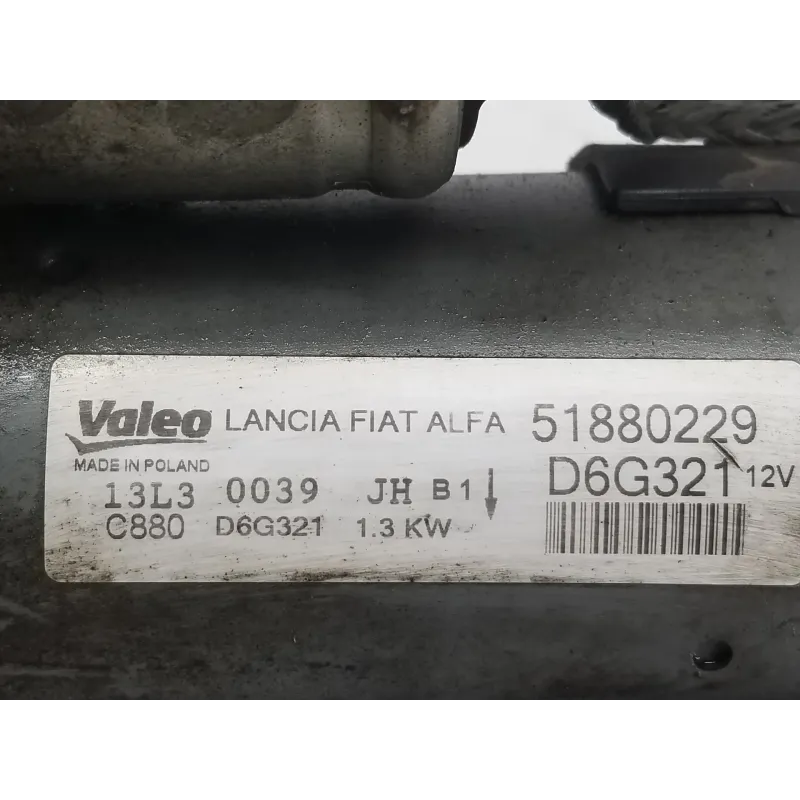 Valeo LANCIA FIAT ALFA 51880229
MADE IN POLAND D6G321 12V
13L3 0039 JH B1↓
C880 D6G321 1.3 KW